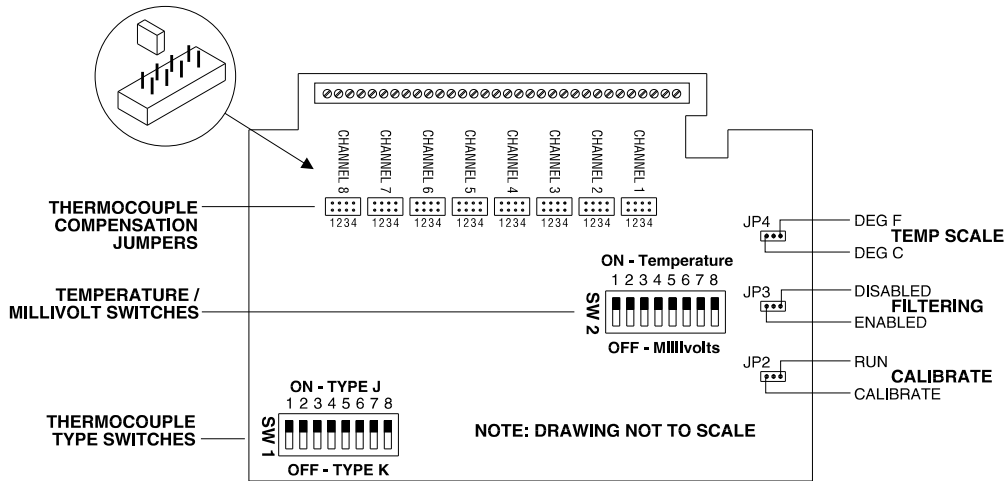 CHANNEL 8
CHANNEL 7
CHANNEL 6
CHANNEL 5
CHANNEL 4
CHANNEL 3
CHANNEL 2
CHANNEL 1
1234 1234 1234 1234 1234 1234 1234 1234
THERMOCOUPLE
COMPENSATION
JUMPERS
JP4
DEG F
TEMP SCALE
DEG C
TEMPERATURE /
MILLIVOLT SWITCHES
ON - Temperature
1 2 3 4 5 6 7 8
SW 2
OFF - Millivolts
JP3
DISABLED
FILTERING
ENABLED
JP2
RUN
CALIBRATE
CALIBRATE
THERMOCOUPLE
TYPE SWITCHES
ON - TYPE J
1 2 3 4 5 6 7 8
SW 1
OFF - TYPE K
NOTE: DRAWING NOT TO SCALE